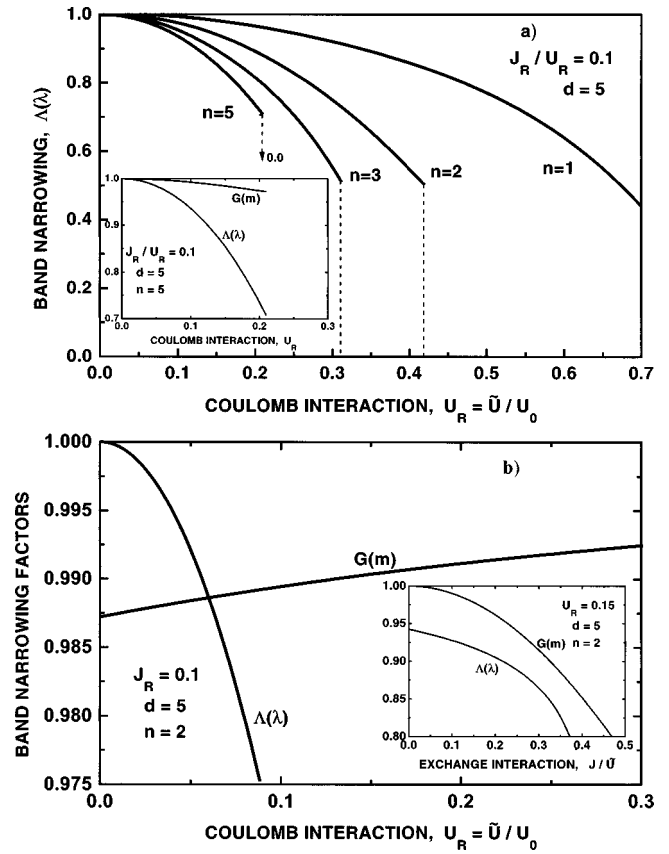 1.0
0.8
0.6
0.4
0.2
0.0
BAND NARROWING, Λ(λ)
a)
J_R / U_R = 0.1
d = 5
n=5
0.0
n=3
n=2
n=1
1.0
0.9
0.8
0.7
G(m)
Λ(λ)
J_R / U_R = 0.1
d = 5
n = 5
0.0 0.1 0.2 0.3
COULOMB INTERACTION, U_R
0.0 0.1 0.2 0.3 0.4 0.5 0.6 0.7
COULOMB INTERACTION, U_R = Ũ / U_0
1.000
0.995
0.990
0.985
0.980
0.975
BAND NARROWING FACTORS
b)
G(m)
J_R = 0.1
d = 5
n = 2
Λ(λ)
1.00
0.95
0.90
0.85
0.80
U_R = 0.15
d = 5
n = 2
G(m)
Λ(λ)
0.0 0.1 0.2 0.3 0.4 0.5
EXCHANGE INTERACTION, J / Ũ
0.0 0.1 0.2 0.3
COULOMB INTERACTION, U_R = Ũ / U_0